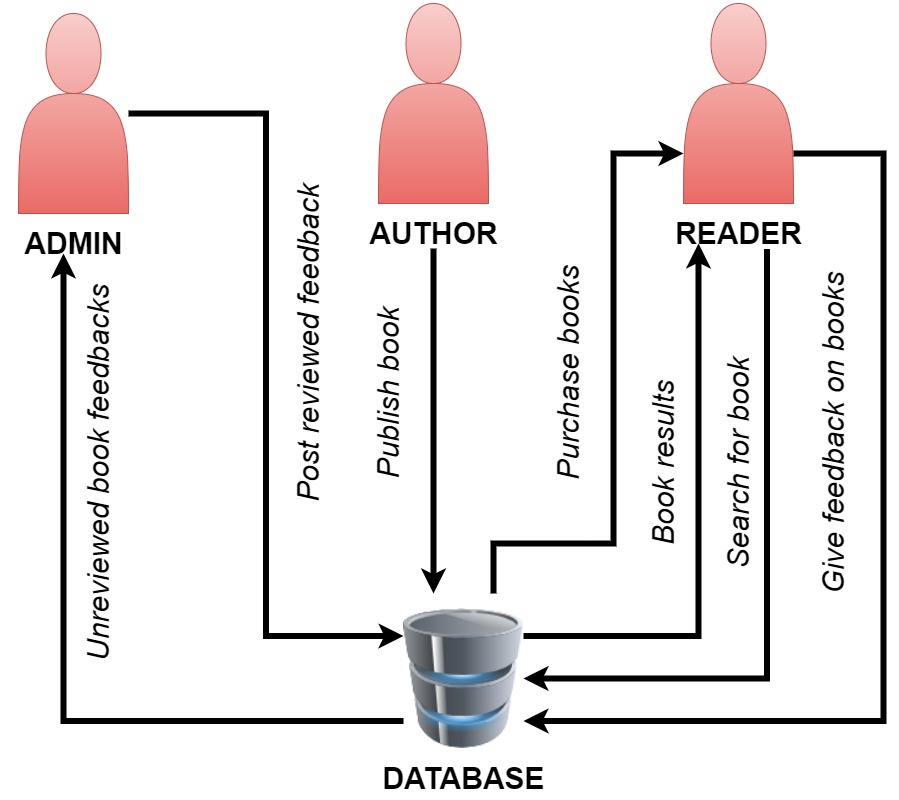 ADMIN
AUTHOR
READER
Unreviewed book feedbacks
Post reviewed feedback
Publish book
Purchase books
Book results
Search for book
Give feedback on books
DATABASE